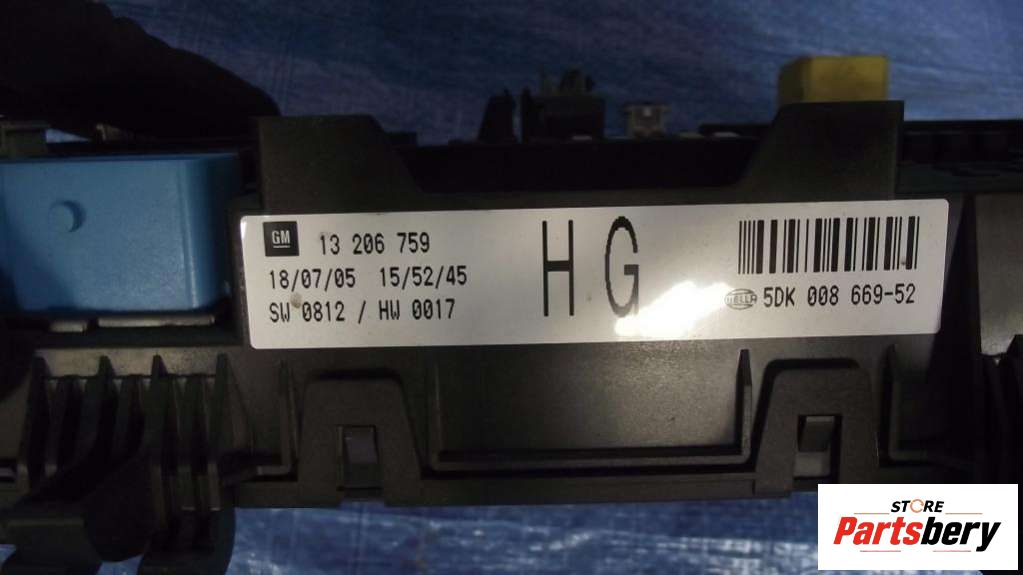 GM 13 206 759
18/07/05 15/52/45
SW 0812 / HW 0017
HG
HELLA 5DK 008 669-52
STORE
Partsbery